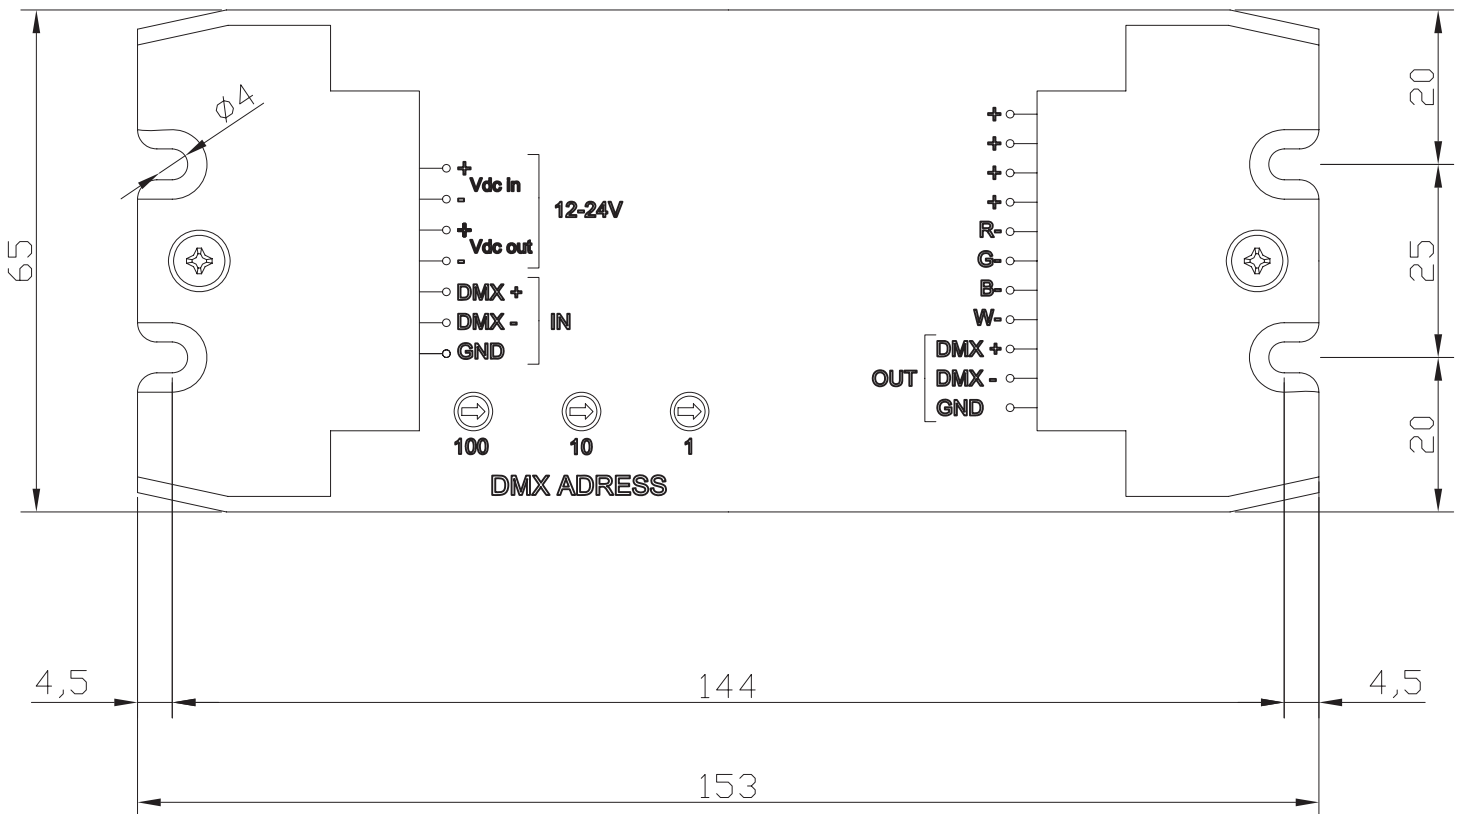 ø4
65
+
Vdc in
-
+
Vdc out
-
12-24V
DMX +
DMX -
GND
IN
100
10
1
DMX ADRESS
+
+
+
+
R-
G-
B-
W-
DMX +
DMX -
GND
OUT
20
25
20
4,5
144
4,5
153